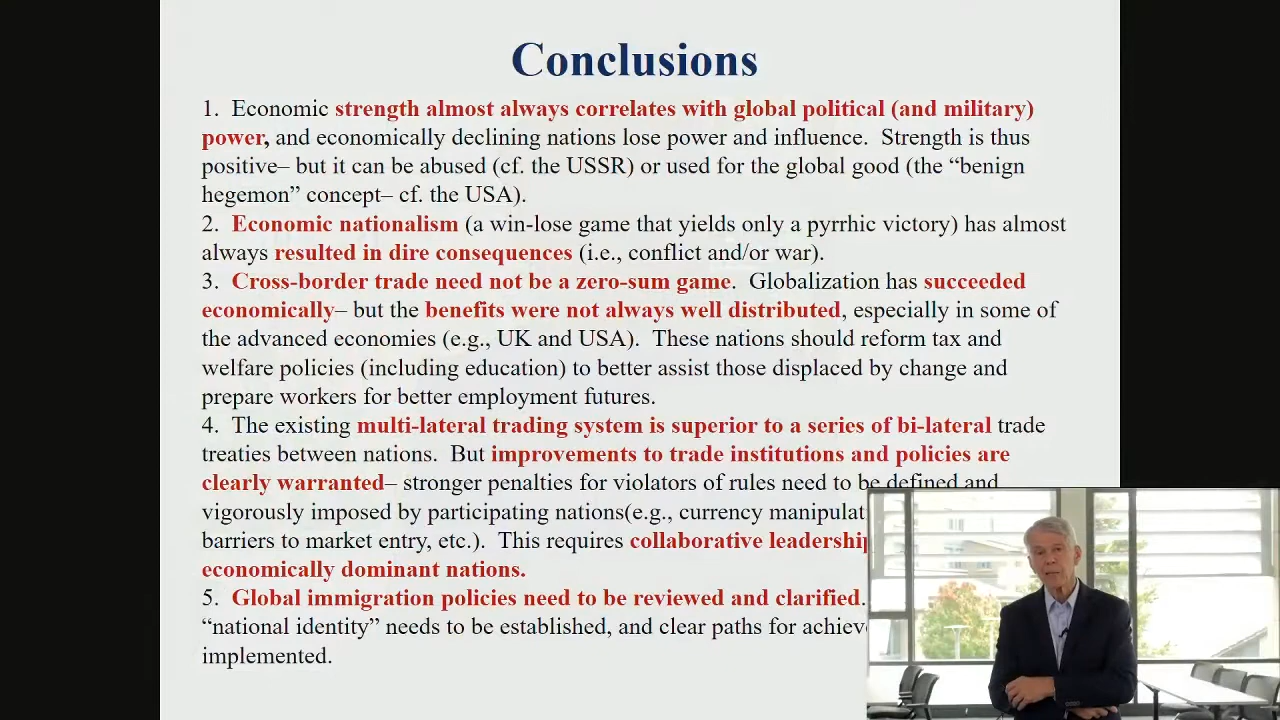 Conclusions
1. Economic strength almost always correlates with global political (and military)
power, and economically declining nations lose power and influence. Strength is thus
positive– but it can be abused (cf. the USSR) or used for the global good (the “benign
hegemon” concept– cf. the USA).
2. Economic nationalism (a win-lose game that yields only a pyrrhic victory) has almost
always resulted in dire consequences (i.e., conflict and/or war).
3. Cross-border trade need not be a zero-sum game. Globalization has succeeded
economically– but the benefits were not always well distributed, especially in some of
the advanced economies (e.g., UK and USA). These nations should reform tax and
welfare policies (including education) to better assist those displaced by change and
prepare workers for better employment futures.
4. The existing multi-lateral trading system is superior to a series of bi-lateral trade
treaties between nations. But improvements to trade institutions and policies are
clearly warranted– stronger penalties for violators of rules need to be defined and
vigorously imposed by participating nations(e.g., currency
barriers to market entry, etc.). This requires collaborative
economically dominant nations.
5. Global immigration policies need to be reviewed and clarified.
“national identity” needs to be established, and clear paths for
implemented.